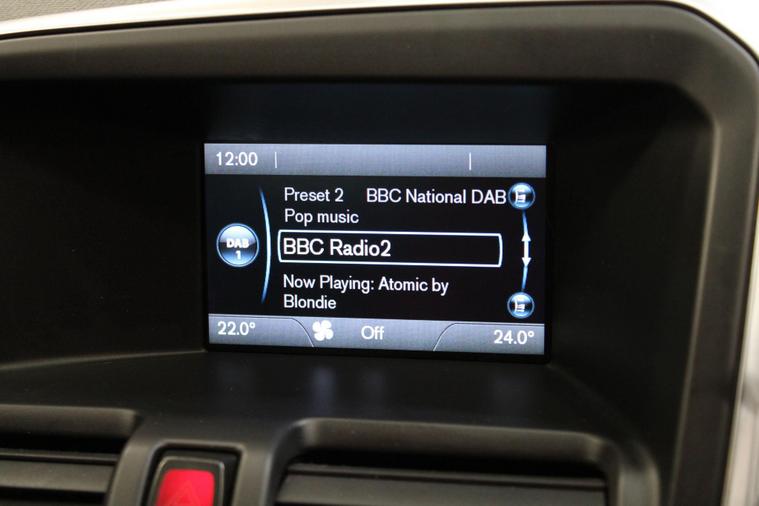 12:00
Preset 2 BBC National DAB
Pop music
DAB
1
BBC Radio2
Now Playing: Atomic by
Blondie
22.0° Off 24.0°